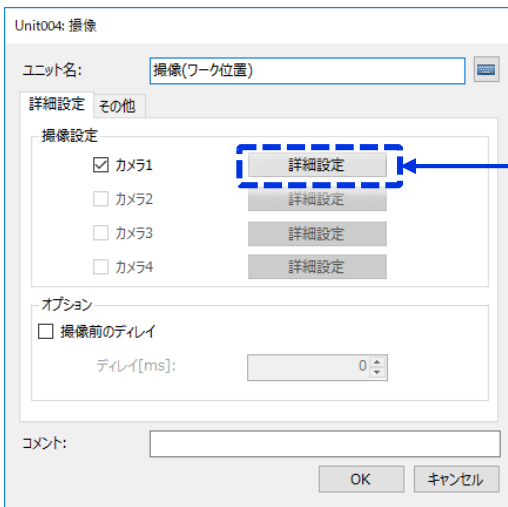 Unit004: 撮像
ユニット名: 撮像(ワーク位置)
詳細設定 その他
撮像設定
カメラ1 詳細設定
カメラ2 詳細設定
カメラ3 詳細設定
カメラ4 詳細設定
オプション
撮像前のディレイ
ディレイ[ms]: 0
コメント:
OK キャンセル